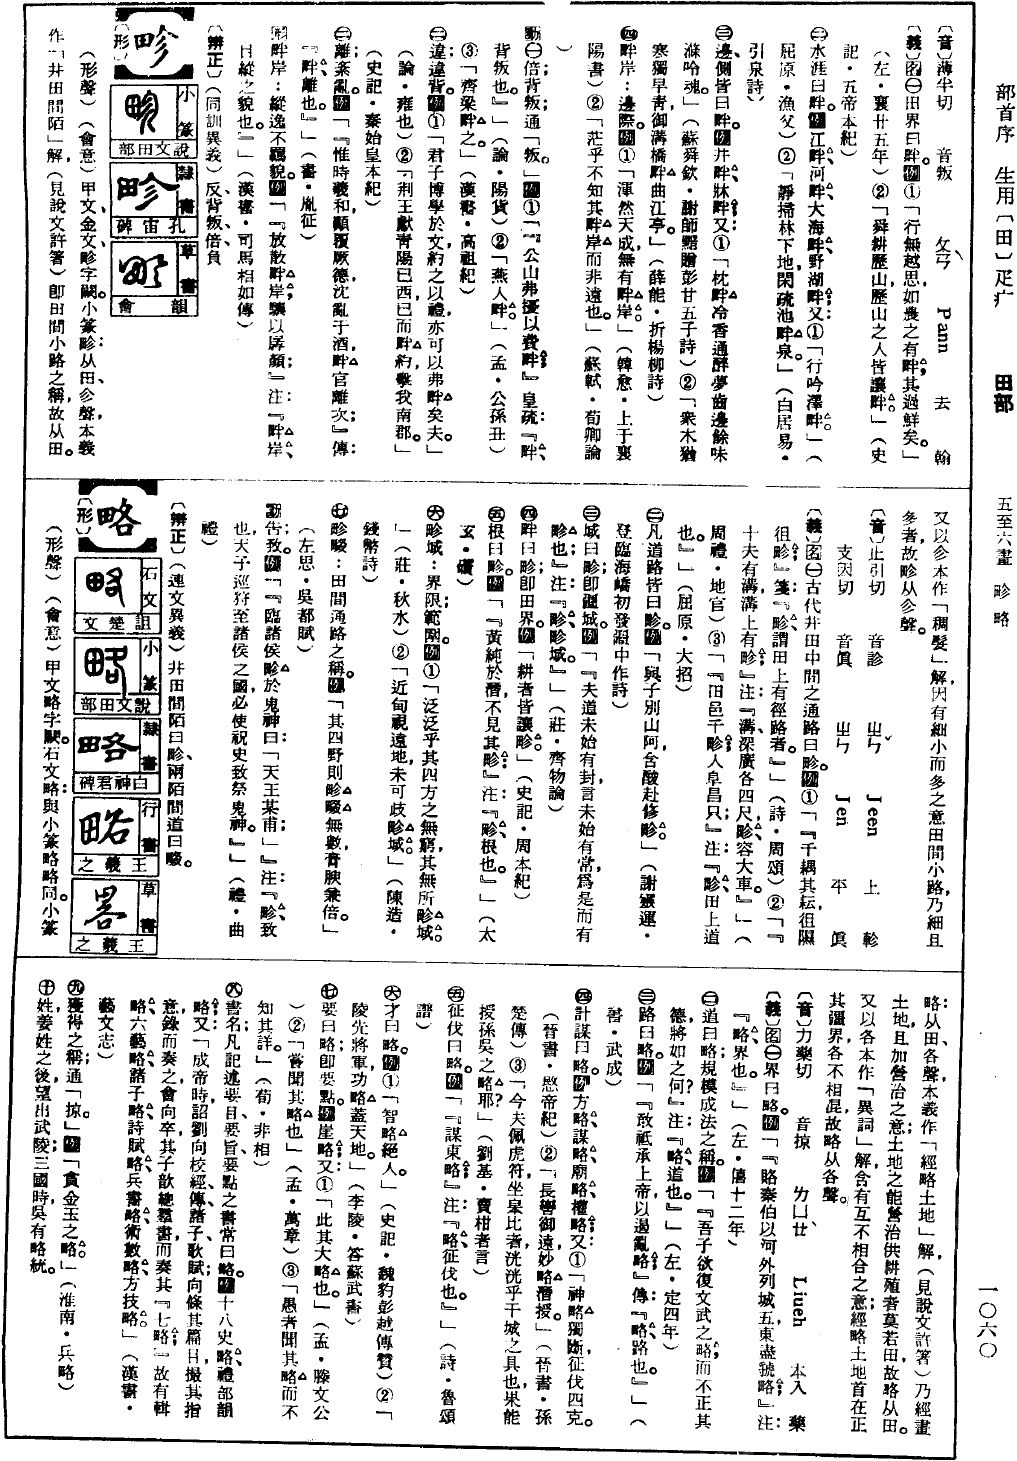 部首序　生用〔田〕疋疒　田部　五至六畫　畛略　一〇六〇
〔音〕薄半切　音叛　ㄆㄢˋ　Pann　去　翰
〔義〕名㊀田界曰畔。例①「行無越思如農之有畔，其過鮮矣。」
（左・襄廿五年）②「舜耕歷山，歷山之人皆讓畔。」（史
記・五帝本紀）
㊁水涯曰畔。例江畔、河畔、大海畔、野湖畔；又①「行吟澤畔。」（
屈原・漁父）②「靜掃林下地，閑疏池畔泉。」（白居易・
引泉詩）
㊂邊側皆曰畔。例井畔、牀畔；又①「枕畔冷香通醉夢，齒邊餘味
滌吟魂。」（蘇舜欽・謝師贈彭廿五子詩）②「衆木猶
寒獨早靑，御溝橋畔曲江亭。」（薛能・折楊柳詩）
㊃畔岸：邊際。例①「渾然天成，無有畔岸。」（韓愈・上于襄
陽書）②「茫乎不知其畔岸而非遠也。」（蘇軾・荀卿論
）
動㊀倍、背叛，通「叛。」例①「『公山弗擾以費畔』皇疏：『畔，
背叛也。』」（論・陽貨）②「燕人畔。」（孟・公孫丑）
③「齊梁畔之。」（漢書・高祖紀）
㊁違，違背。例①「君子博學於文，約之以禮，亦可以弗畔矣夫。」
（論・雍也）②「荊王獻靑陽已西，已而畔約，擊我南郡。」
（史記・秦始皇本紀）
㊂離；紊亂。例「『惟時羲和顚覆厥德，沈亂于酒，畔官離次』傳：
『畔，離也。』」（書・胤征）
形畔岸：縱逸不羈貌。例「『放散畔岸，驤以孱顏』注：『畔岸，
自縱之貌也。』」（漢書・司馬相如傳）
〔辨正〕（同訓異義）反、背、叛、倍、負
畛
〔形〕
小篆　說文田部
隸書　孔宙碑
草書　草韻會
（形聲）（會意）甲文、金文畛字闕。小篆畛：从田，㐱聲，本義
作「井田間陌」解（見說文許箸）即田間小路之稱，故从田。
又以㐱本作「稠髮」解，因有細小而多之意；田間小路，乃細且
多者，故畛从㐱聲。
〔音〕止引切　音診　ㄓㄣˇ　Jeen　上　軫
支因切　音眞　ㄓㄣ　Jen　平　眞
〔義〕名㊀古代井田中間之通路曰畛。例①「『千耦其耘，徂隰
徂畛』箋『畛謂田上有徑路者。』」（詩・周頌）②「『
十夫有溝，溝上有畛』注：『溝，深廣各四尺，畛容大車。』」（
周禮・地官）③「『田邑千畛，人阜昌只』注：『畛，田上道
也。』」（屈原・大招）
㊁凡道路皆曰畛。例「與子別山阿，含酸赴修畛。」（謝靈運・
登臨海嶠初發彊中作詩）
㊂域曰畛；即疆域。例「『夫道未始有封，言未始有常，爲是而有
畛也』注：『畛，畛域。』」（莊・齊物論）
㊃畔曰畛；即田界。例「耕者皆讓畛。」（史記・周本紀）
㊄根曰畛。例「『黃純於潛，不見其畛』注：『畛，根也。』」（太
玄・礥）
㊅畛域：界限；範圍。例①「泛泛乎其四方之無窮，其無所畛域。
」（莊・秋水）②「近甸視遠地，未可歧畛域。」（陳造・
錢幣詩）
㊆畛畷：田間通路之稱。例「其四野則畛畷無數，膏腴兼倍。」
（左思・吳都賦）
動告；致。例「『臨諸侯，畛於鬼神，曰：「天王某甫」』注：『畛，致
也。天子巡狩，至諸侯之國，必使祝史致祭鬼神。』」（禮・曲
禮）
〔辨正〕（連文異義）井田間陌曰畛，兩陌間道曰畷。
略
〔形〕
石文　詛楚文
小篆　說文田部
隸書　白神君碑
行書　王羲之
草書　王羲之
（形聲）（會意）甲文略字闕。石文略：與小篆略略同。小篆
略：从田，各聲，本義作「經略土地」解（見說文許箸）乃經畫
土地且加營治之意；土地之能營治供耕殖者莫若田，故略从田。
又以各本作「異詞」解，含有互不相合之意；經略土地首在正
其疆界，各不相混，故略从各聲。
〔音〕力藥切　音掠　ㄌㄩㄝ　Liueh　本入　藥
〔義〕名㊀界曰略。例「『賂秦伯以河外列城五，東盡虢略』注：
『略，界也。』」（左・僖十二年）
㊁道曰略；規模成法之稱。例「『吾子欲復文武之略，而不正其
德，將如之何？』注：『略，道也。』」（左・定四年）
㊂路曰略。例「『敢祇承上帝，以遏亂略』傳：『略，路也。』」（
書・武成）
㊃計謀曰略。例方略、謀略、廟略、權略；又①「神略獨斷，征伐四克。
（晉書・愍帝紀）②「長轡御遠，妙略潛授。」（晉書・孫
楚傳）③「今夫佩虎符、坐皋比者，洸洸乎干城之具也，果能
授孫吳之略耶？」（劉基・賣柑者言）
㊄征伐曰略。例「『謀東略』注：『略，征伐也。』」（詩・魯頌
譜）
㊅才曰略。例①「智略絕人。」（史記・魏豹彭越傳贊）②「
陵先將軍功略蓋天地。」（李陵・答蘇武書）
㊆要曰略；即要點。例崖略；又①「此其大略也。」（孟・滕文公
）②「嘗聞其略也」（孟・萬章）③「愚者聞其略而不
知其詳。」（荀・非相）
㊇書名，凡記述要目、要旨、要點之書常曰略。例十八史略、禮部韻
略；又「成帝時詔劉向校經傳、諸子、歌賦，向條其篇目，撮其指
意，錄而奏之；會向卒，其子歆總羣書而奏其『七略；』故有輯
略、六藝略、諸子略、詩賦略、兵書略、術數略、方技略。」（漢書・
藝文志）
㊈獲得之稱，通「掠。」例「貪金玉之略。」（淮南・兵略）
㊉姓，姜姓之後，望出武陵；三國時，吳有略統。